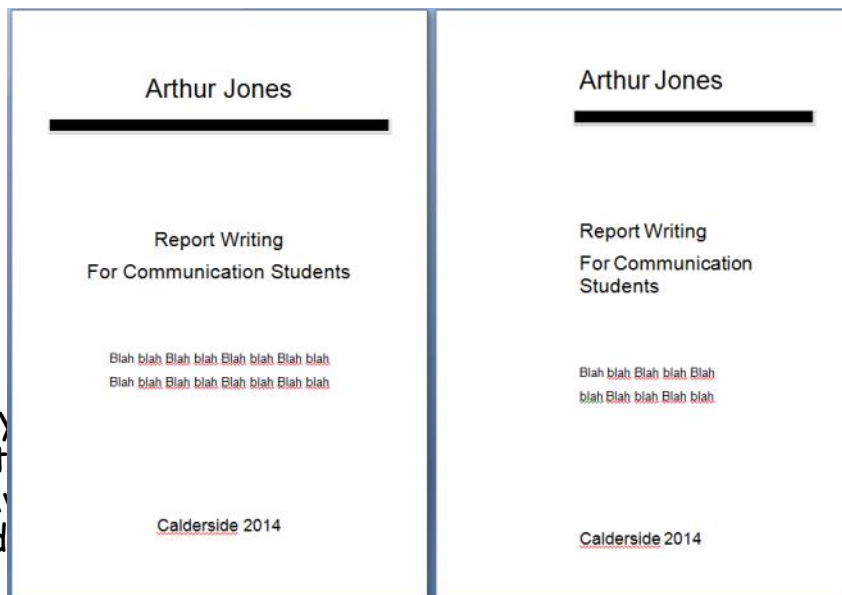 Arthur Jones
Report Writing
For Communication Students
Blah blah Blah blah Blah blah Blah blah
Blah blah Blah blah Blah blah Blah blah
Calderside 2014
Arthur Jones
Report Writing
For Communication
Students
Blah blah Blah blah Blah
blah Blah blah Blah blah
Calderside 2014